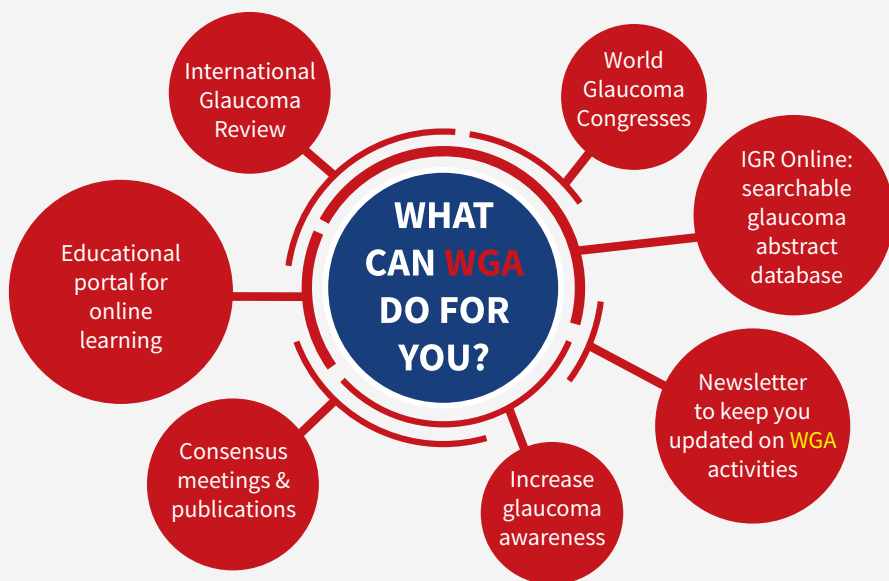 WHAT
CAN WGA
DO FOR
YOU?
International
Glaucoma
Review
World
Glaucoma
Congresses
IGR Online:
searchable
glaucoma
abstract
database
Newsletter
to keep you
updated on WGA
activities
Increase
glaucoma
awareness
Consensus
meetings &
publications
Educational
portal for
online
learning